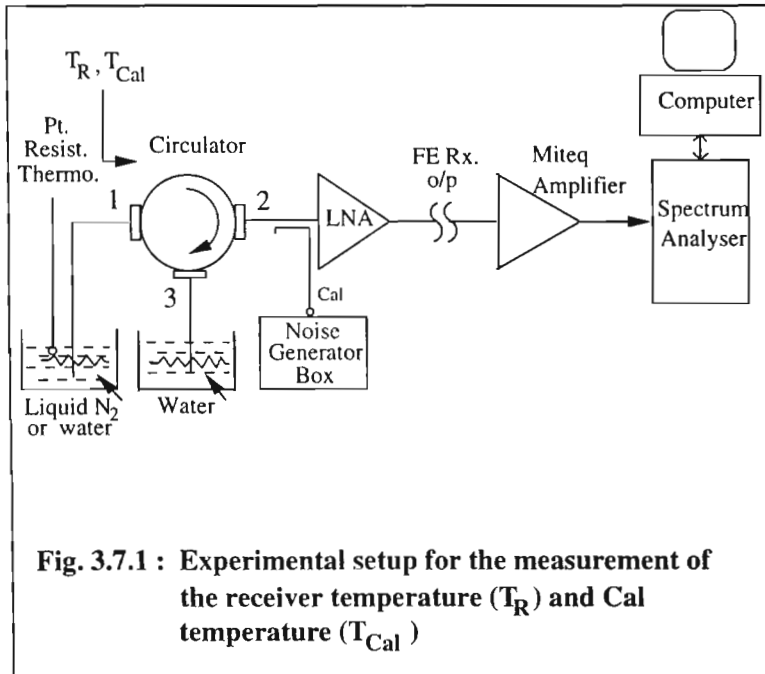 T_R, T_Cal
Pt.
Resist.
Thermo.
Circulator
1
2
3
LNA
FE Rx.
o/p
Miteq
Amplifier
Computer
Spectrum
Analyser
Cal
Noise
Generator
Box
Liquid N₂
or water
Water
Fig. 3.7.1 : Experimental setup for the measurement of
the receiver temperature (T_R) and Cal
temperature (T_Cal )